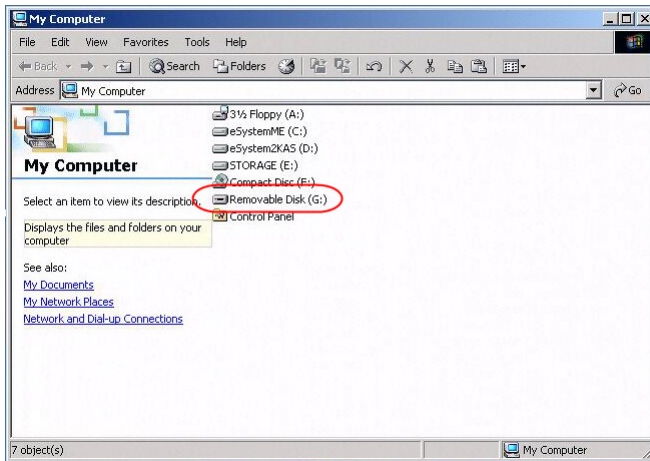 My Computer
File Edit View Favorites Tools Help
Back Search Folders
Address My Computer Go
3½ Floppy (A:)
eSystemME (C:)
eSystem2KAS (D:)
STORAGE (E:)
Compact Disc (F:)
Removable Disk (G:)
Control Panel
My Computer
Select an item to view its description.
Displays the files and folders on your
computer
See also:
My Documents
My Network Places
Network and Dial-up Connections
7 object(s) My Computer